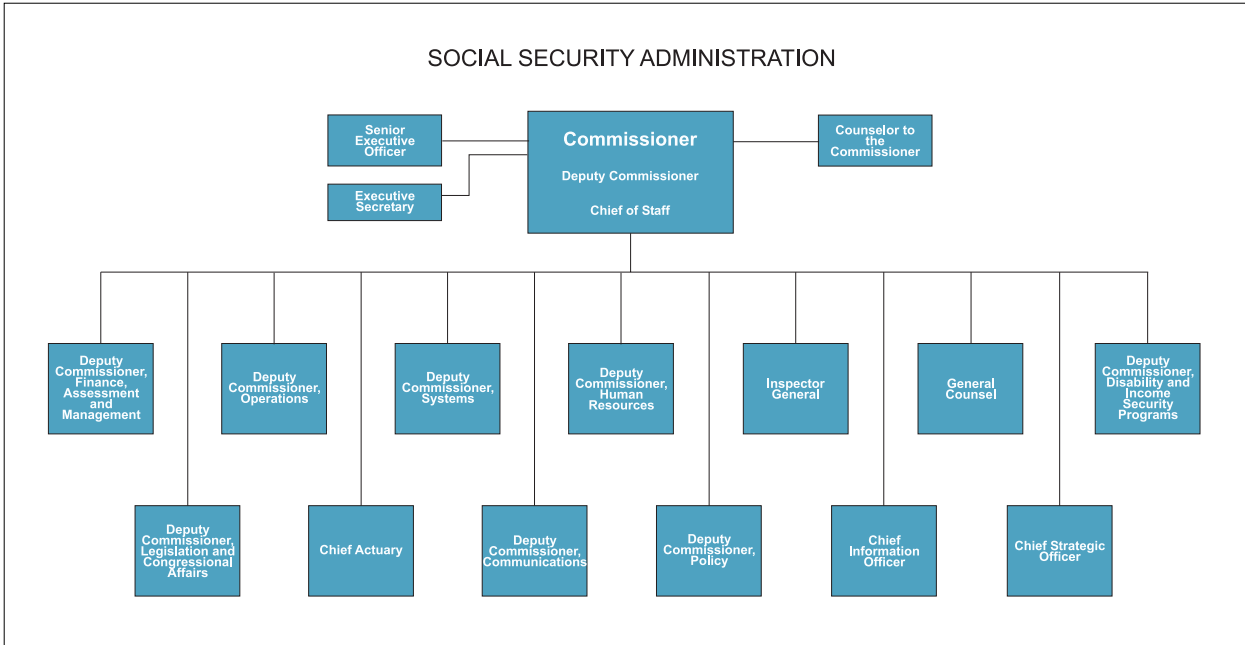 SOCIAL SECURITY ADMINISTRATION
Senior
Executive
Officer
Executive
Secretary
Commissioner
Deputy Commissioner
Chief of Staff
Counselor to
the
Commissioner
Deputy
Commissioner,
Finance,
Assessment
and
Management
Deputy
Commissioner,
Operations
Deputy
Commissioner,
Systems
Deputy
Commissioner,
Human
Resources
Inspector
General
General
Counsel
Deputy
Commissioner,
Disability and
Income
Security
Programs
Deputy
Commissioner,
Legislation and
Congressional
Affairs
Chief Actuary
Deputy
Commissioner,
Communications
Deputy
Commissioner,
Policy
Chief
Information
Officer
Chief Strategic
Officer